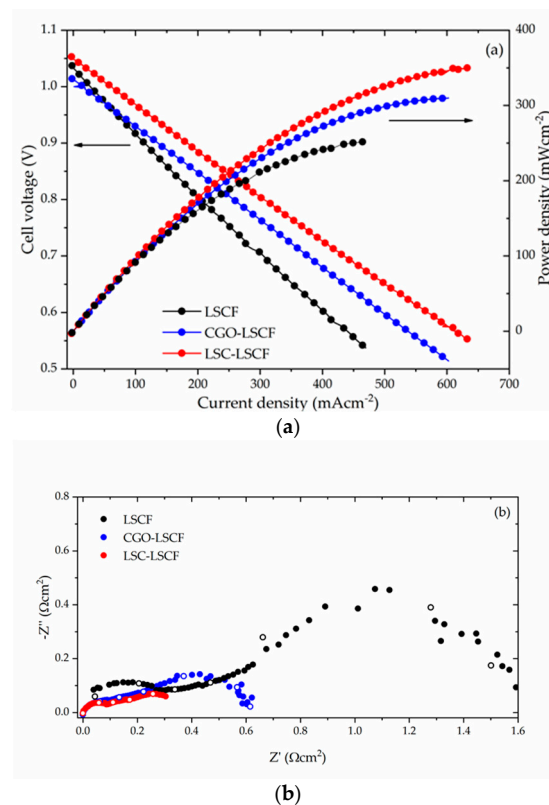 (a)
1.1
1.0
0.9
0.8
0.7
0.6
0.5
Cell voltage (V)
400
300
200
100
0
Power density (mWcm-2)
LSCF
CGO-LSCF
LSC-LSCF
0 100 200 300 400 500 600 700
Current density (mAcm-2)
(a)
(b)
0.8
0.6
0.4
0.2
0.0
-Z" (Ωcm2)
LSCF
CGO-LSCF
LSC-LSCF
0.0 0.2 0.4 0.6 0.8 1.0 1.2 1.4 1.6
Z' (Ωcm2)
(b)